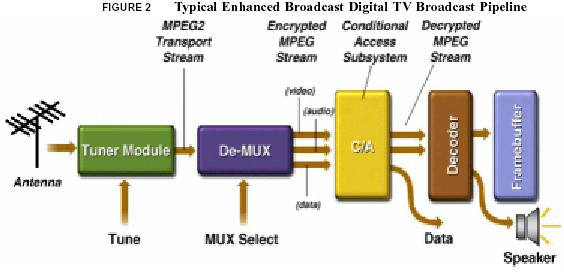 FIGURE 2 Typical Enhanced Broadcast Digital TV Broadcast Pipeline
MPEG2
Transport
Stream
Encrypted
MPEG
Stream
Conditional
Access
Subsystem
Decrypted
MPEG
Stream
(video)
(audio)
(data)
Antenna
Tuner Module
De-MUX
C/A
Decoder
Framebuffer
Tune
MUX Select
Data
Speaker